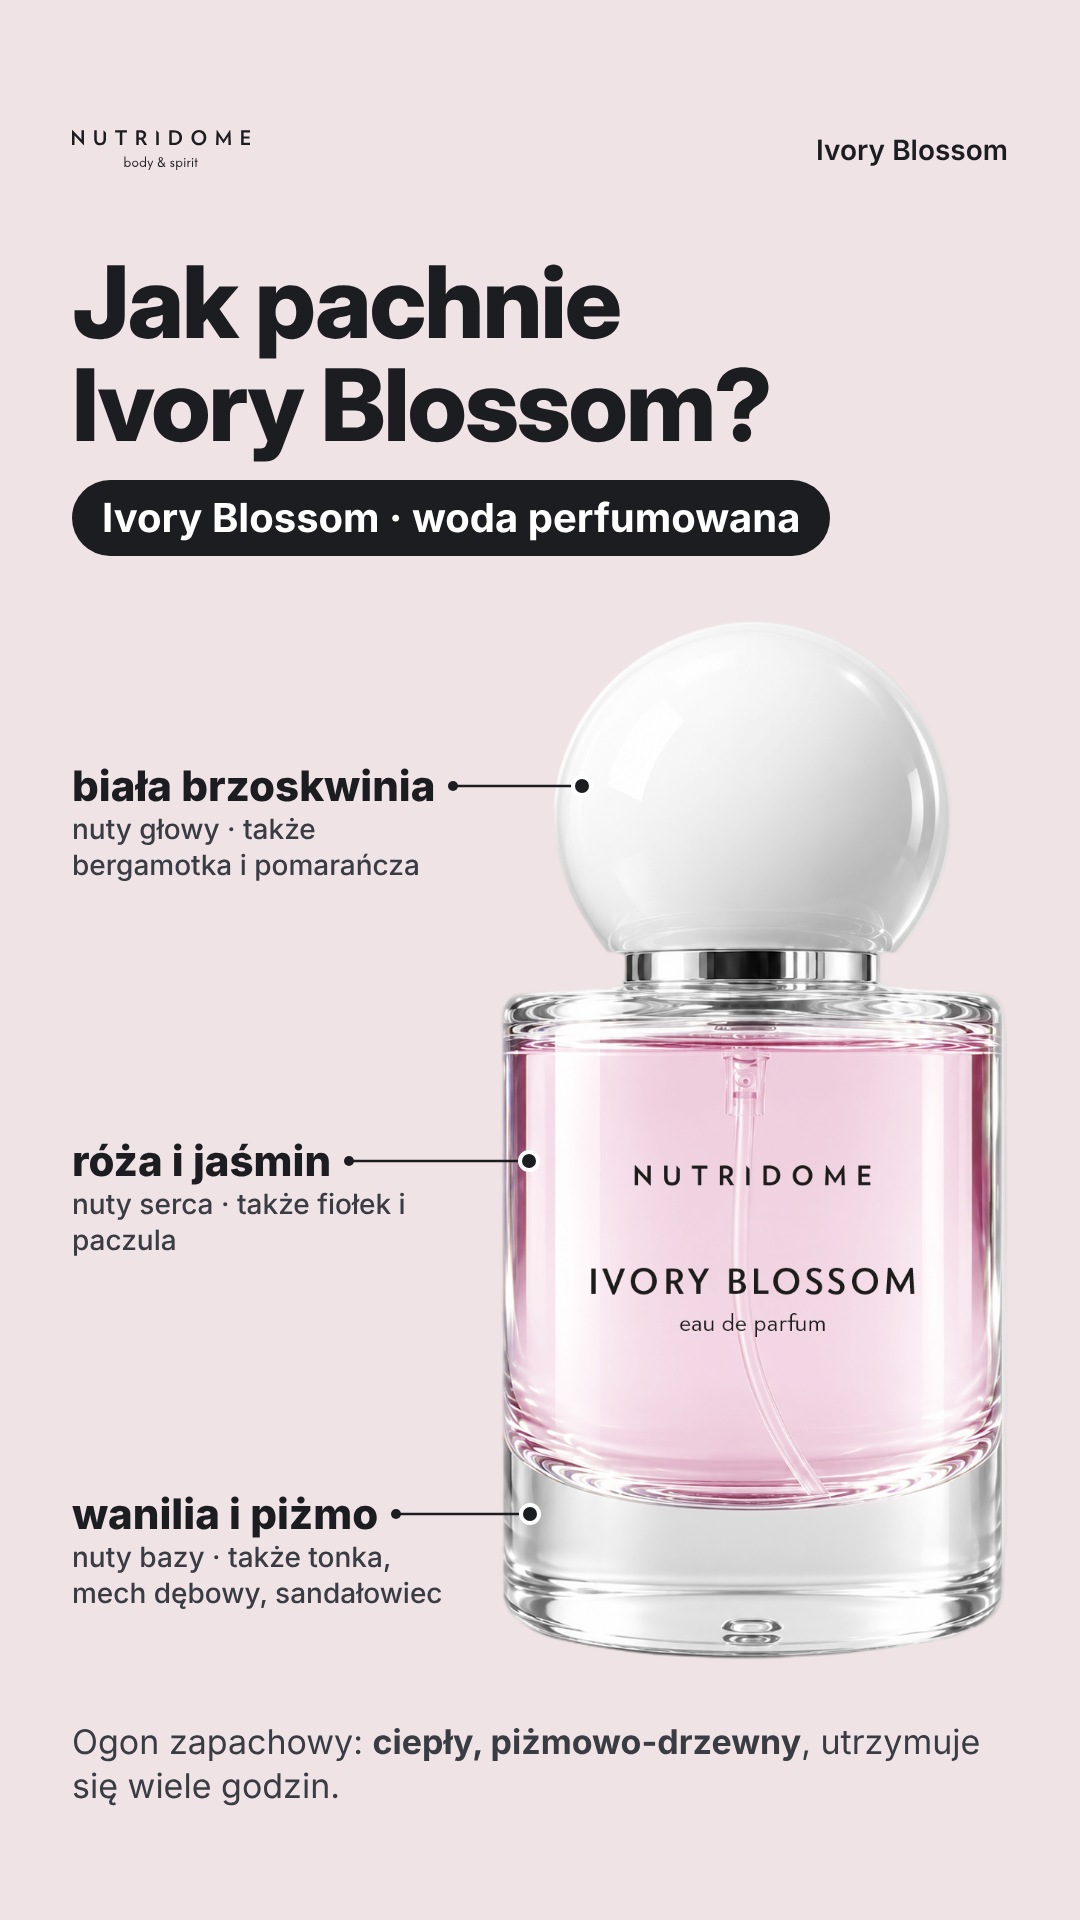 NUTRIDOME
body & spirit
Ivory Blossom
Jak pachnie
Ivory Blossom?
Ivory Blossom · woda perfumowana
biała brzoskwinia
nuty głowy · także
bergamotka i pomarańcza
róża i jaśmin
nuty serca · także fiołek i
paczula
NUTRIDOME
IVORY BLOSSOM
eau de parfum
wanilia i piżmo
nuty bazy · także tonka,
mech dębowy, sandałowiec
Ogon zapachowy: ciepły, piżmowo-drzewny, utrzymuje
się wiele godzin.